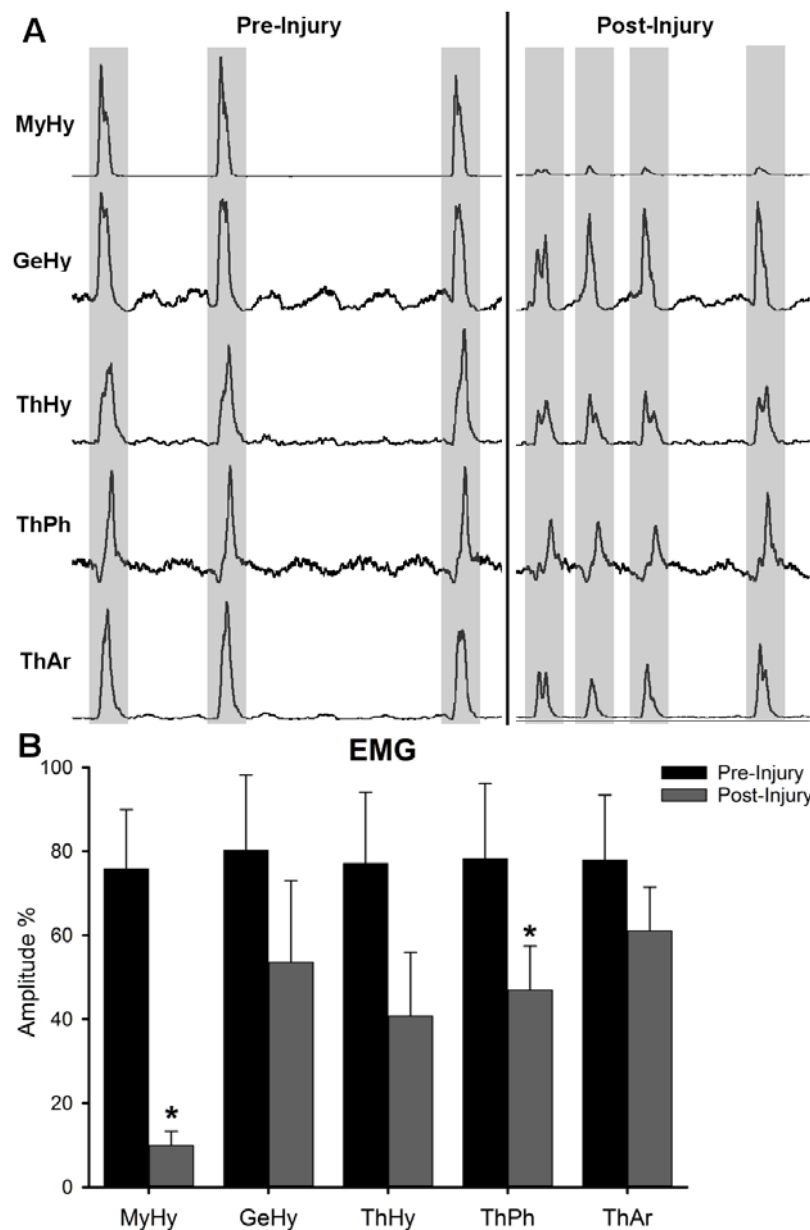 A
Pre-Injury
Post-Injury
MyHy
GeHy
ThHy
ThPh
ThAr
B
EMG
Pre-Injury
Post-Injury
Amplitude %
100
80
60
40
20
0
*
*
MyHy GeHy ThHy ThPh ThAr